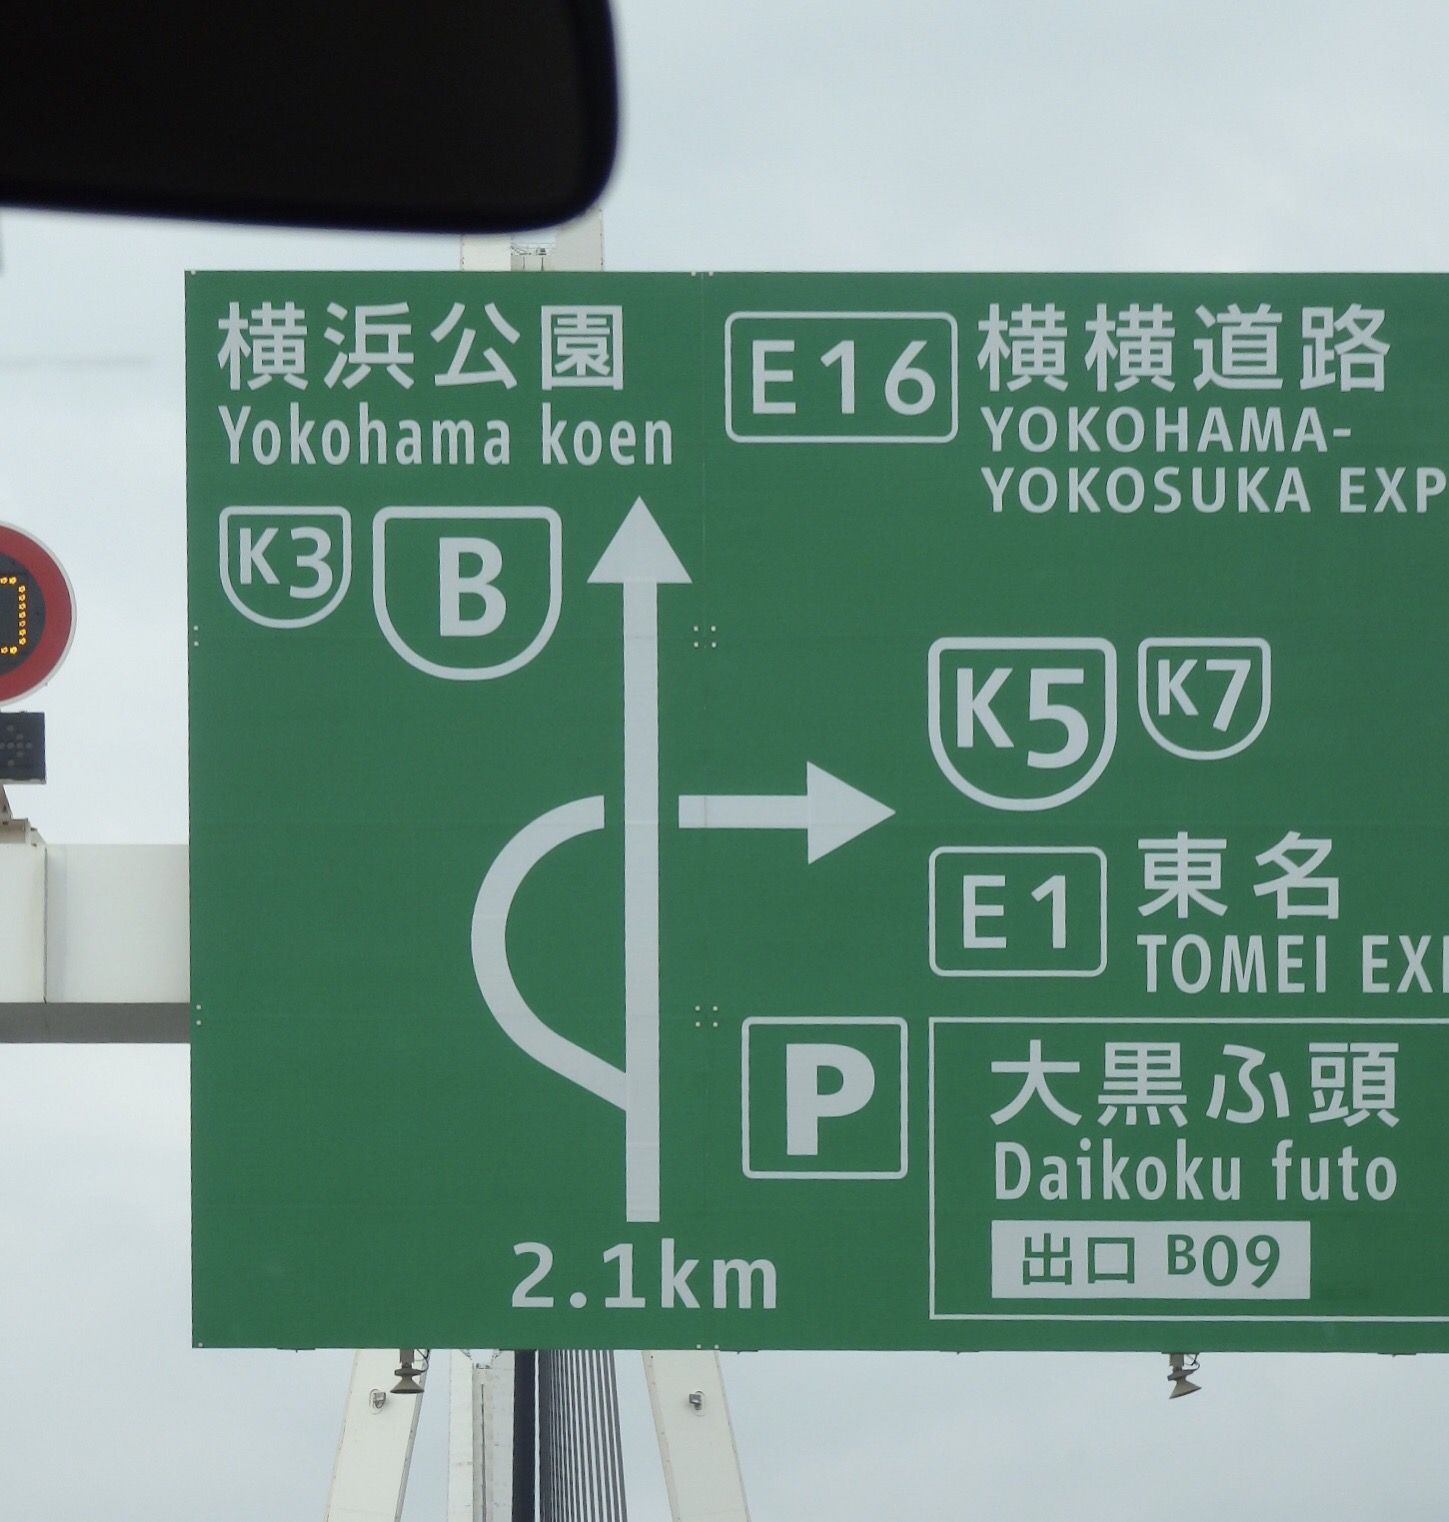 横浜公園
Yokohama koen
K3 B
E16 横横道路
YOKOHAMA-
YOKOSUKA EXP
K5 K7
E1 東名
TOMEI
P
大黒ふ頭
Daikoku futo
出口 B09
2.1km